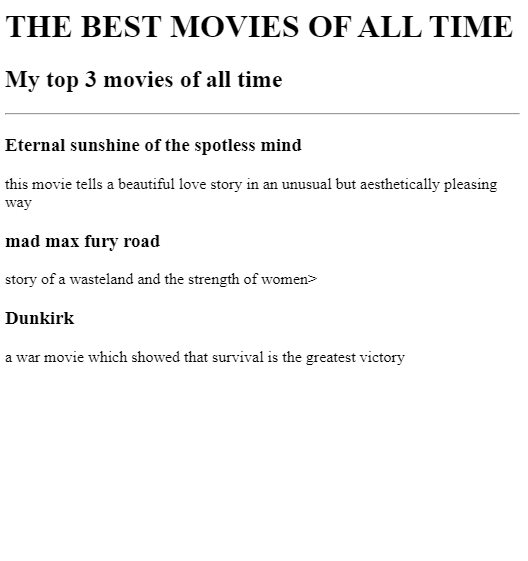 THE BEST MOVIES OF ALL TIME
My top 3 movies of all time
Eternal sunshine of the spotless mind
this movie tells a beautiful love story in an unusual but aesthetically pleasing
way
mad max fury road
story of a wasteland and the strength of women>
Dunkirk
a war movie which showed that survival is the greatest victory